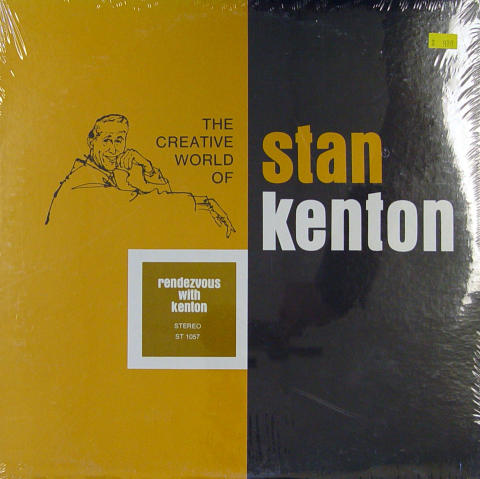 THE
CREATIVE
WORLD
OF
stan
kenton
rendezvous
with
kenton
STEREO
ST 1057